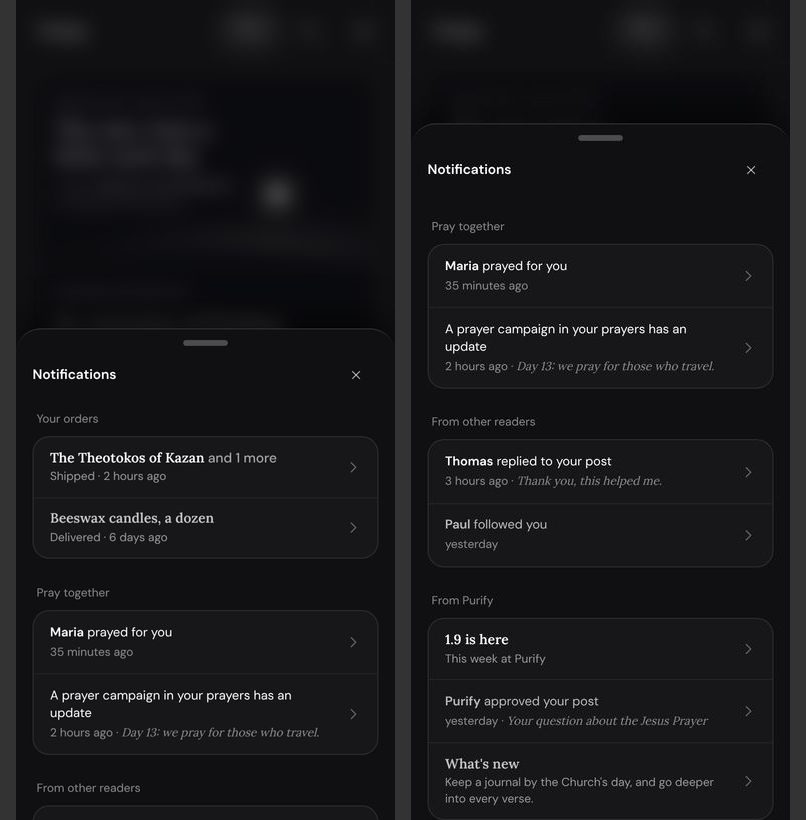 Notifications
Your orders
The Theotokos of Kazan and 1 more
Shipped · 2 hours ago
Beeswax candles, a dozen
Delivered · 6 days ago
Pray together
Maria prayed for you
35 minutes ago
A prayer campaign in your prayers has an
update
2 hours ago · Day 13: we pray for those who travel.
From other readers
Notifications
Pray together
Maria prayed for you
35 minutes ago
A prayer campaign in your prayers has an
update
2 hours ago · Day 13: we pray for those who travel.
From other readers
Thomas replied to your post
3 hours ago · Thank you, this helped me.
Paul followed you
yesterday
From Purify
1.9 is here
This week at Purify
Purify approved your post
yesterday · Your question about the Jesus Prayer
What's new
Keep a journal by the Church's day, and go deeper
into every verse.